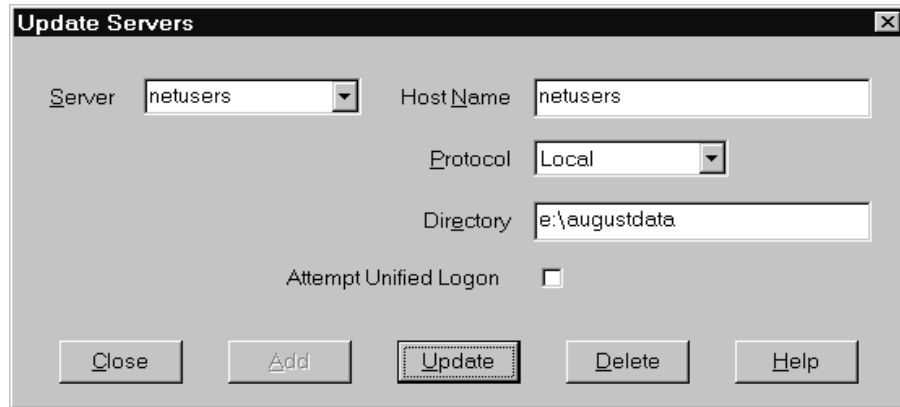 Update Servers
Server netusers Host Name netusers
Protocol Local
Directory e:\augustdata
Attempt Unified Logon
Close Add Update Delete Help